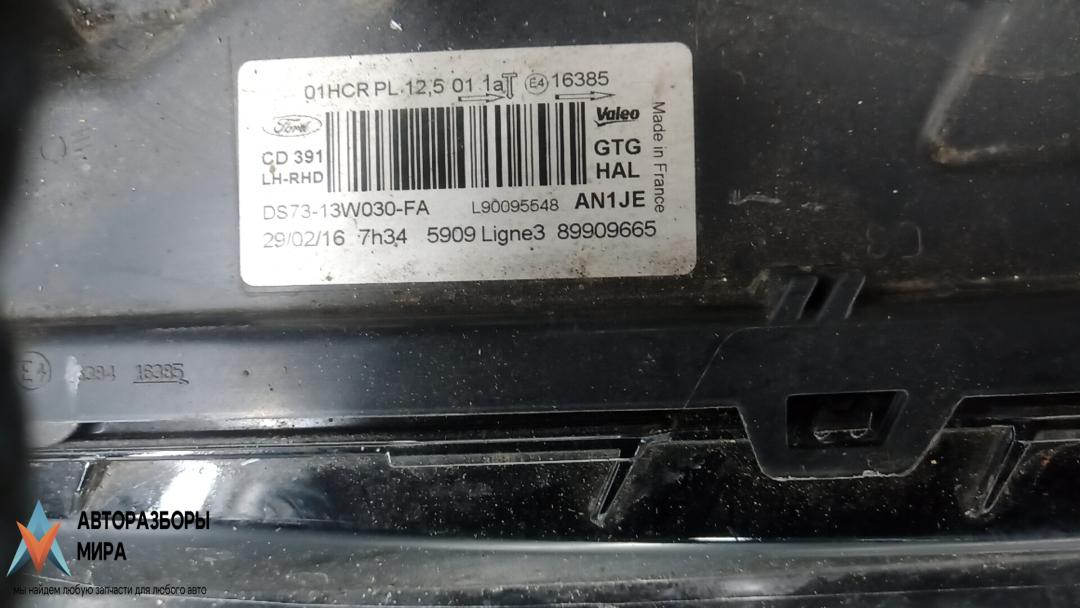 01HCR PL 12,5 01 1aT E4 16385
Ford
Valeo
CD 391
LH-RHD
GTG
HAL
Made in France
DS73-13W030-FA L90095548 AN1JE
29/02/16 7h34 5909 Ligne3 89909665
E4 16385
АВТОРАЗБОРЫ
МИРА
мы найдем любую запчасти для любого авто